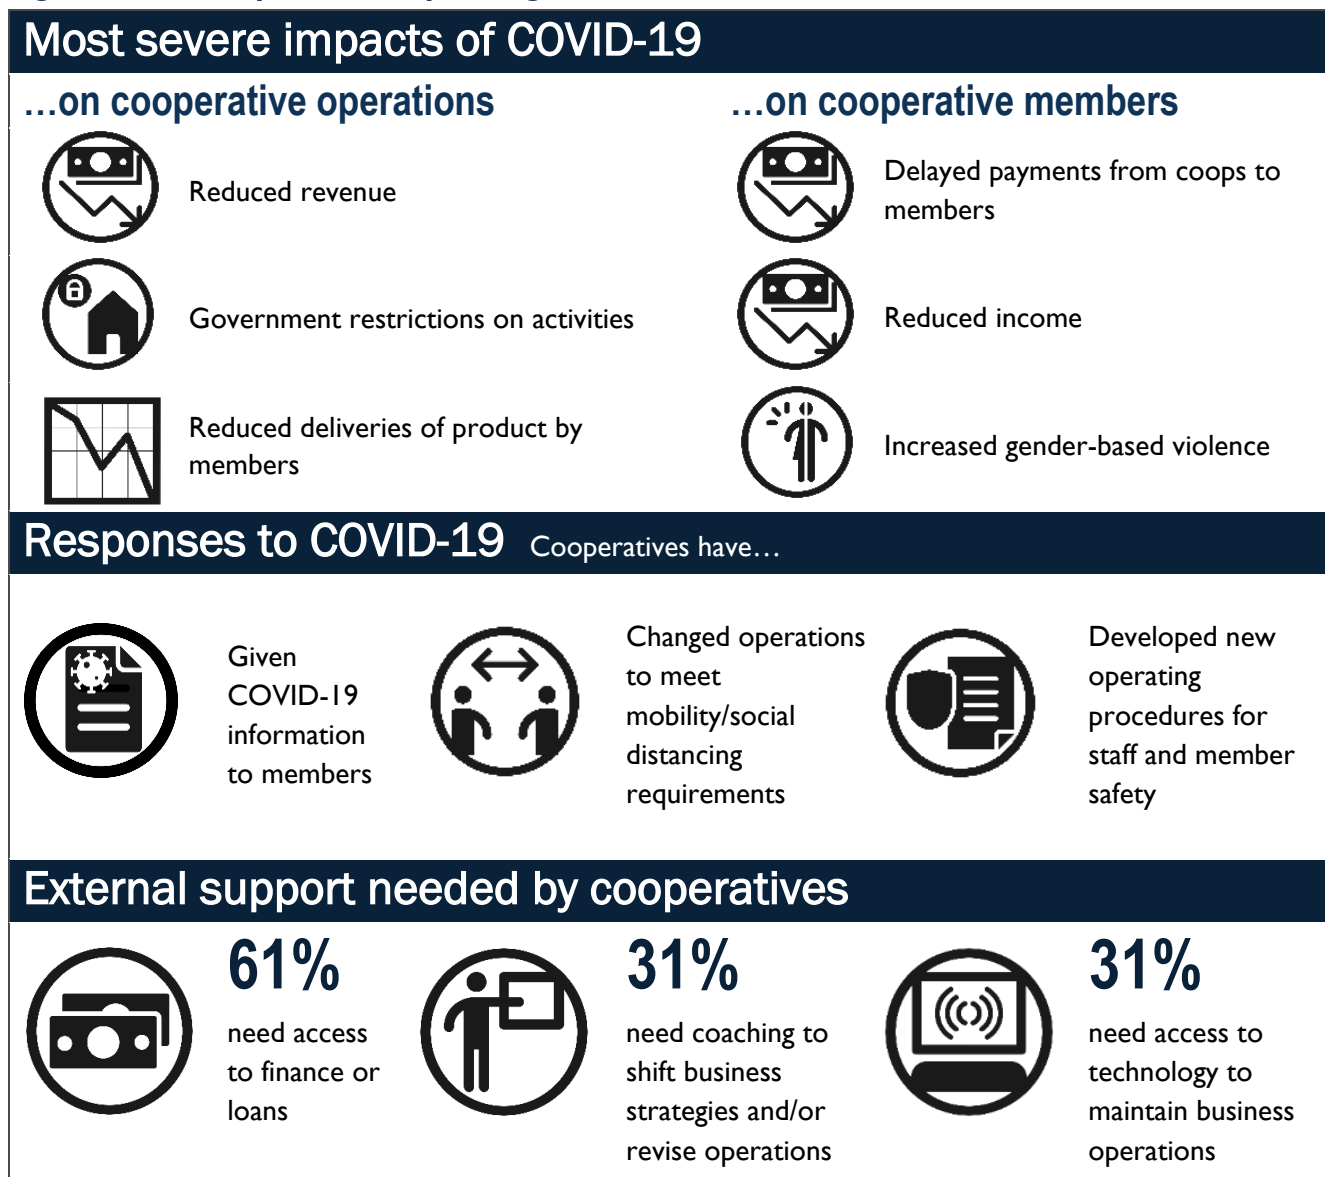 Most severe impacts of COVID-19
…on cooperative operations
Reduced revenue
Government restrictions on activities
Reduced deliveries of product by
members
…on cooperative members
Delayed payments from coops to
members
Reduced income
Increased gender-based violence
Responses to COVID-19 Cooperatives have…
Given
COVID-19
information
to members
Changed operations
to meet
mobility/social
distancing
requirements
Developed new
operating
procedures for
staff and member
safety
External support needed by cooperatives
61%
need access
to finance or
loans
31%
need coaching to
shift business
strategies and/or
revise operations
31%
need access to
technology to
maintain business
operations